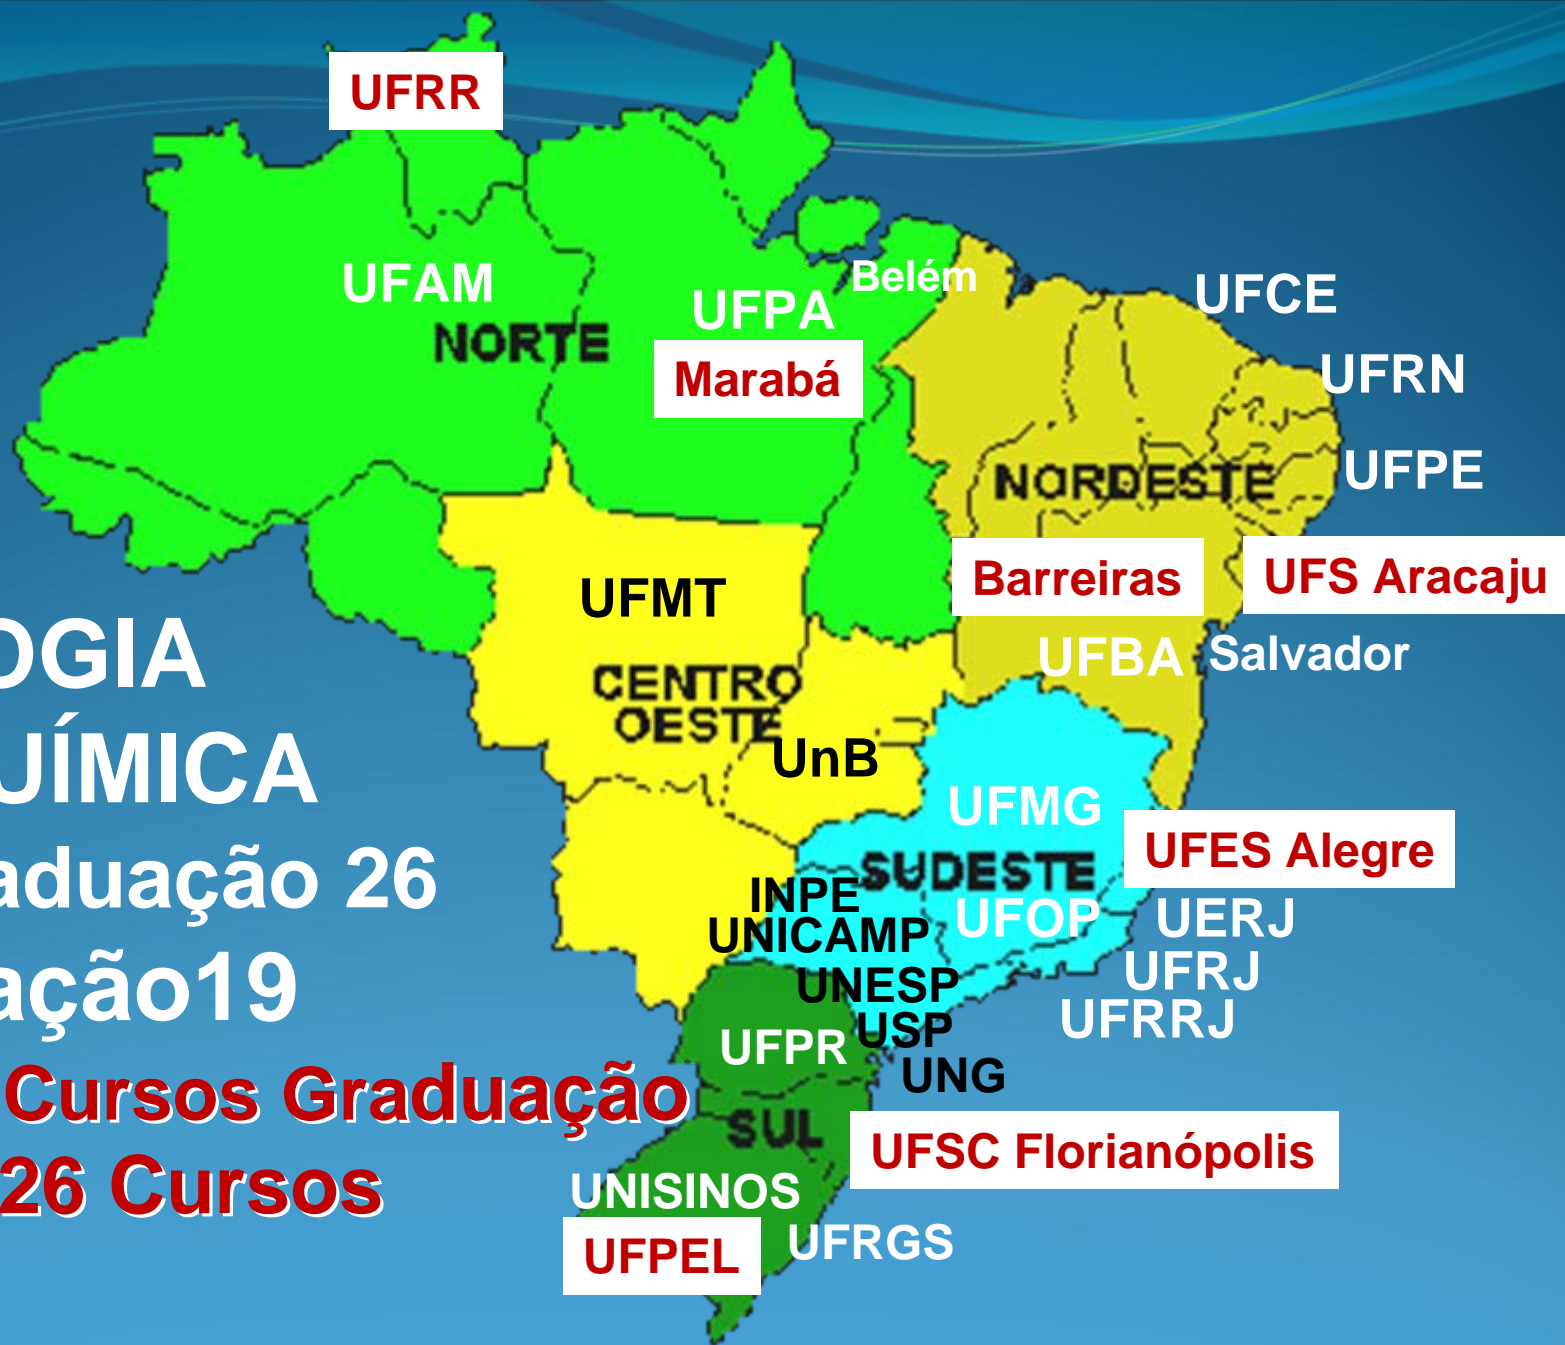 UFRR
UFAM
NORTE
UFPA
Belém
Marabá
UFCE
UFRN
NORDESTE
UFPE
Barreiras
UFS Aracaju
UFMT
UFBA
Salvador
CENTRO
OESTE
UnB
UFMG
UFES Alegre
SUDESTE
INPE
UNICAMP
UFOP
UERJ
UFRJ
UNESP
UFRRJ
USP
UFPR
UNG
SUL
UFSC Florianópolis
UNISINOS
UFPEL
UFRGS
OGIA
UÍMICA
aduação 26
ação19
Cursos Graduação
26 Cursos